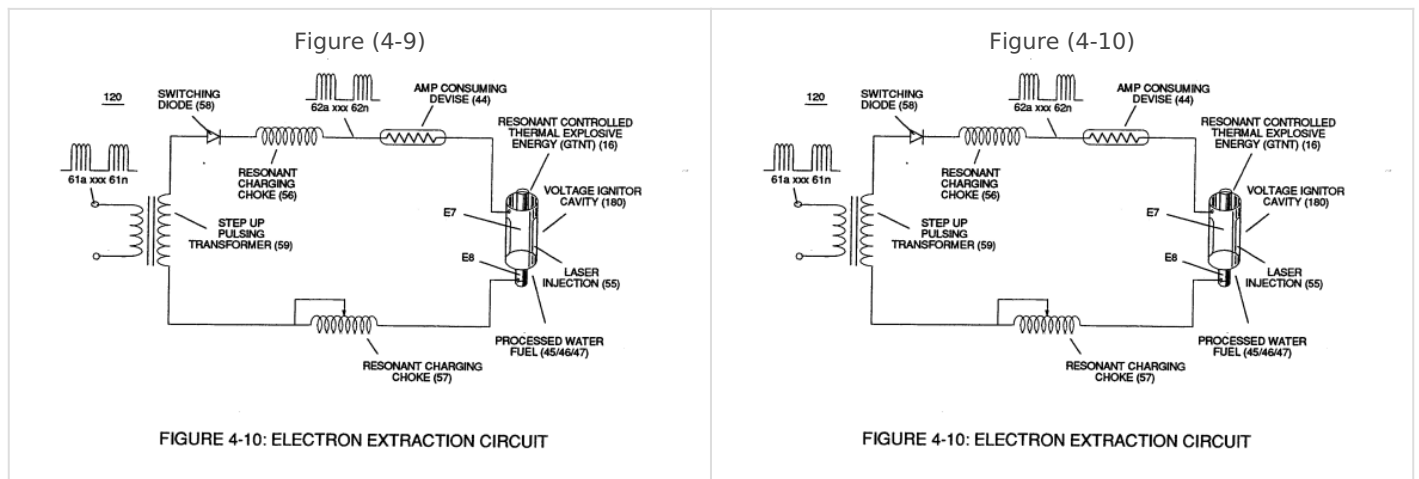 Figure (4-9)
120
SWITCHING
DIODE (58)
62a xxx 62n
AMP CONSUMING
DEVISE (44)
RESONANT CONTROLLED
THERMAL EXPLOSIVE
ENERGY (GTNT) (16)
61a xxx 61n
RESONANT
CHARGING
CHOKE (56)
VOLTAGE IGNITOR
CAVITY (180)
E7
STEP UP
PULSING
TRANSFORMER (59)
E8
LASER
INJECTION (55)
PROCESSED WATER
FUEL (45/46/47)
RESONANT CHARGING
CHOKE (57)
FIGURE 4-10: ELECTRON EXTRACTION CIRCUIT
Figure (4-10)
120
SWITCHING
DIODE (58)
62a xxx 62n
AMP CONSUMING
DEVISE (44)
RESONANT CONTROLLED
THERMAL EXPLOSIVE
ENERGY (GTNT) (16)
61a xxx 61n
RESONANT
CHARGING
CHOKE (56)
VOLTAGE IGNITOR
CAVITY (180)
E7
STEP UP
PULSING
TRANSFORMER (59)
E8
LASER
INJECTION (55)
PROCESSED WATER
FUEL (45/46/47)
RESONANT CHARGING
CHOKE (57)
FIGURE 4-10: ELECTRON EXTRACTION CIRCUIT